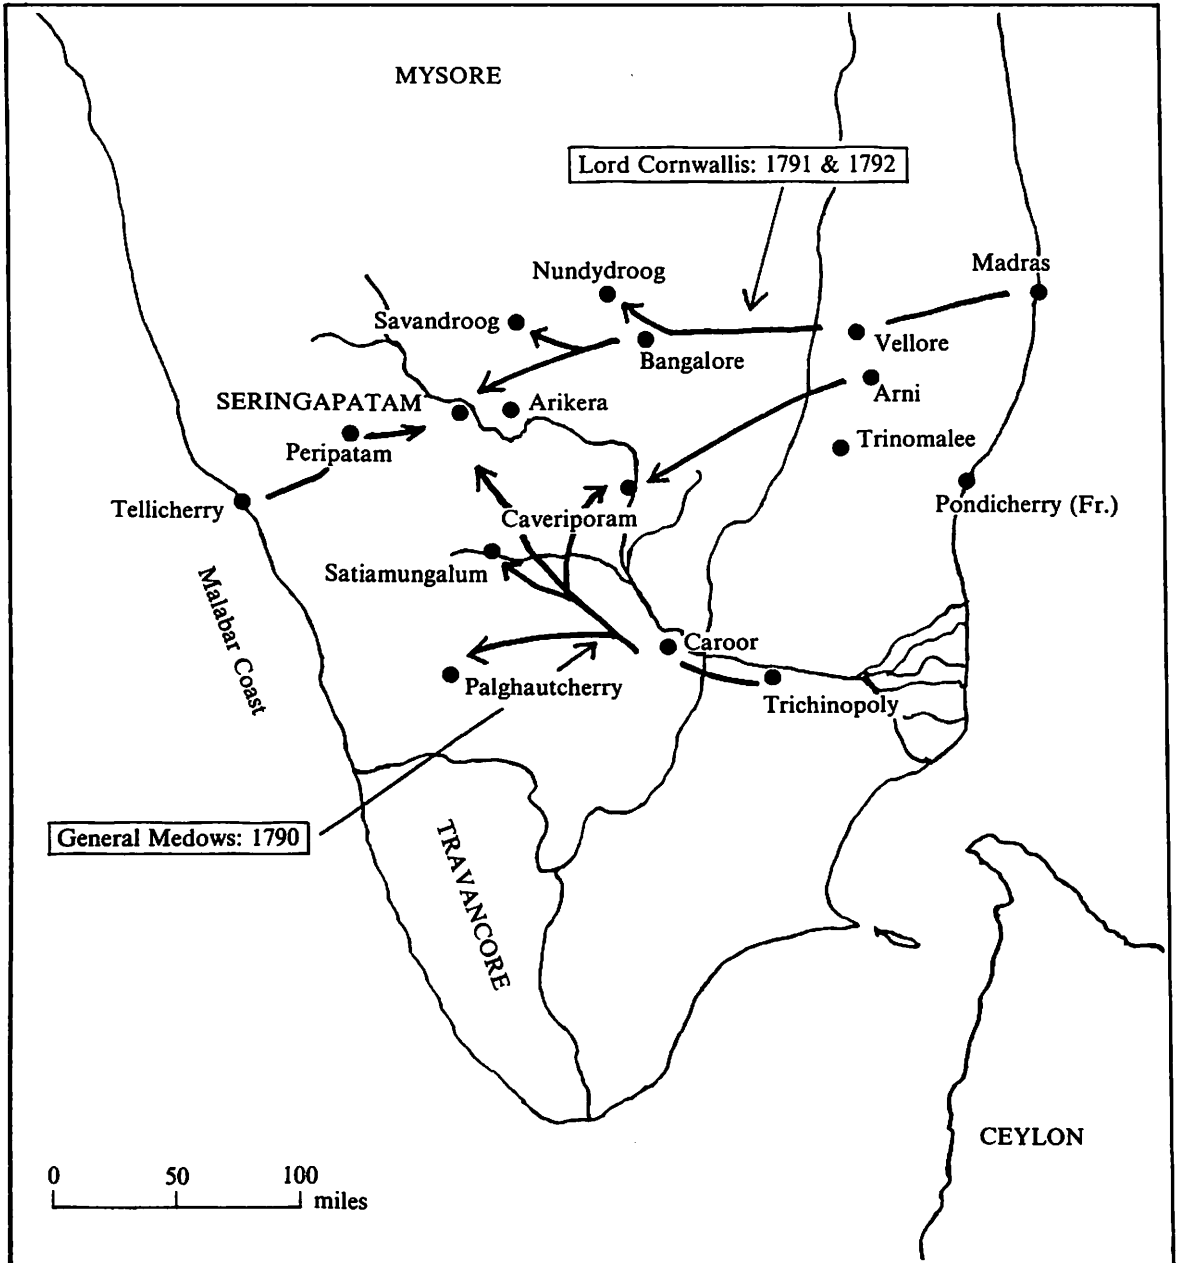 MYSORE
Lord Cornwallis: 1791 & 1792
Madras
Nundydroog
Savandroog
Vellore
Bangalore
Arni
SERINGAPATAM
Arikera
Trinomalee
Peripatam
Tellicherry
Pondicherry (Fr.)
Caveriporam
Satiamungalum
Malabar Coast
Caroor
Palghautcherry
Trichinopoly
General Medows: 1790
TRAVANCORE
CEYLON
0 50 100
miles